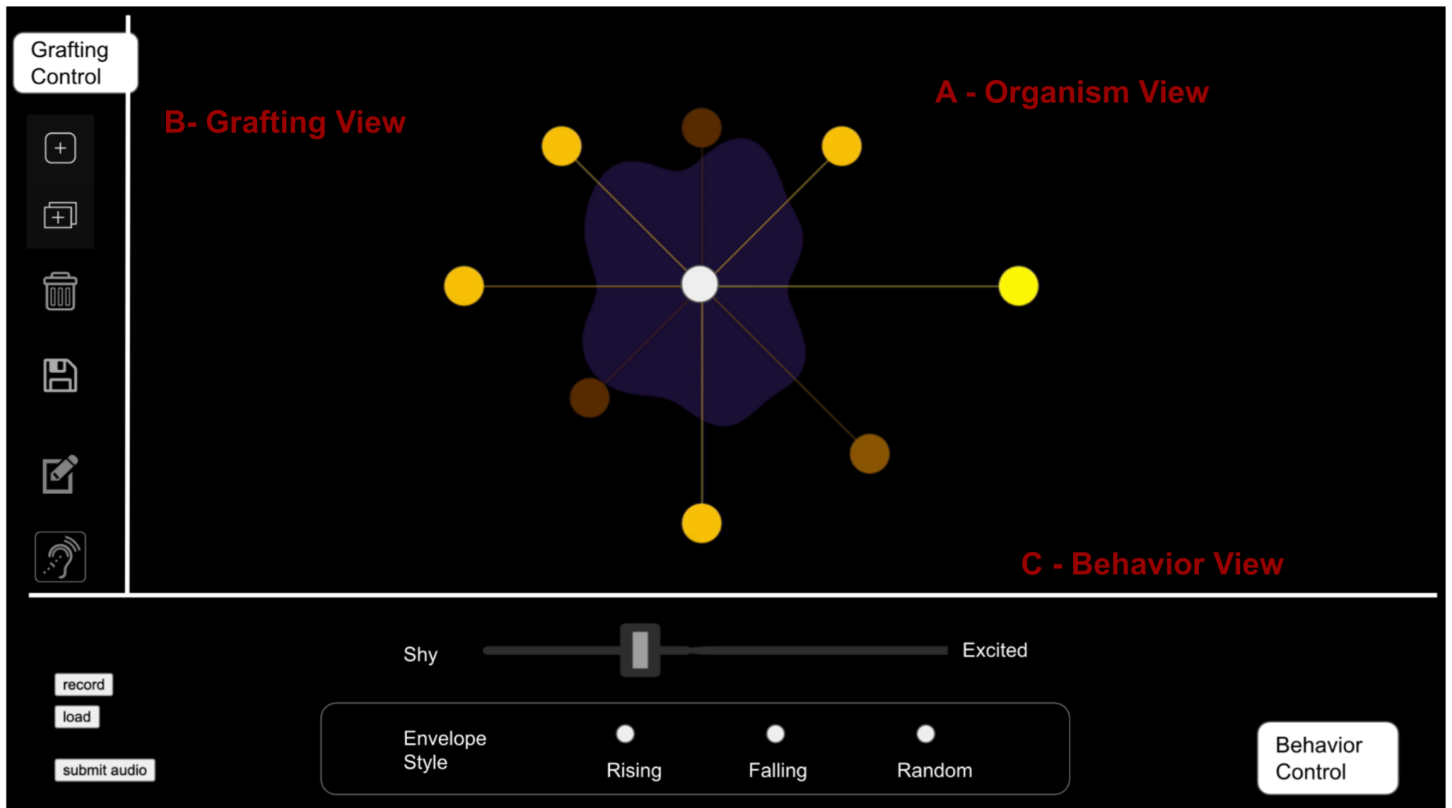 Grafting
Control
B- Grafting View
A - Organism View
C - Behavior View
Shy
Excited
record
load
submit audio
Envelope
Style
Rising
Falling
Random
Behavior
Control